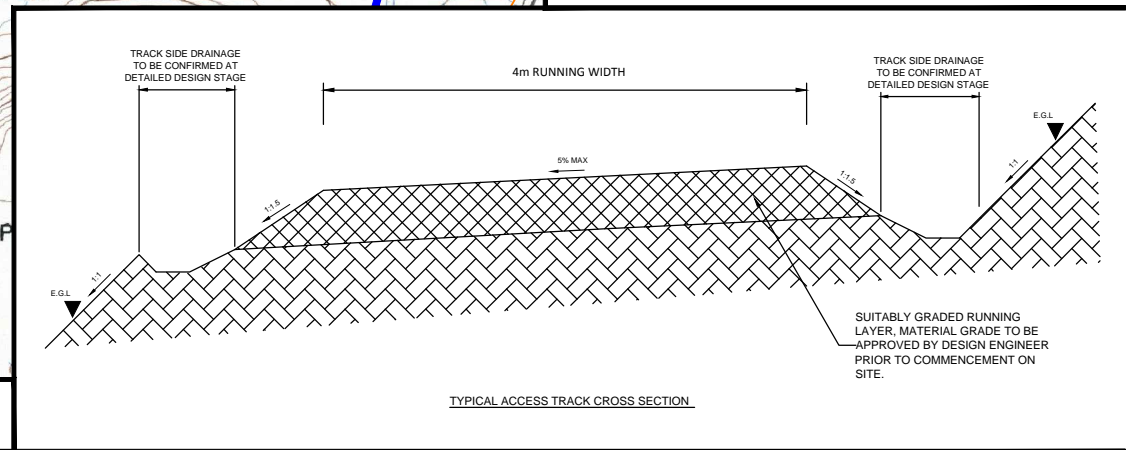 TRACK SIDE DRAINAGE
TO BE CONFIRMED AT
DETAILED DESIGN STAGE
4m RUNNING WIDTH
TRACK SIDE DRAINAGE
TO BE CONFIRMED AT
DETAILED DESIGN STAGE
E.G.L
5% MAX
1:1
1:1.5
1:1.5
P
1:1
E.G.L
SUITABLY GRADED RUNNING
LAYER, MATERIAL GRADE TO BE
APPROVED BY DESIGN ENGINEER
PRIOR TO COMMENCEMENT ON
SITE.
TYPICAL ACCESS TRACK CROSS SECTION